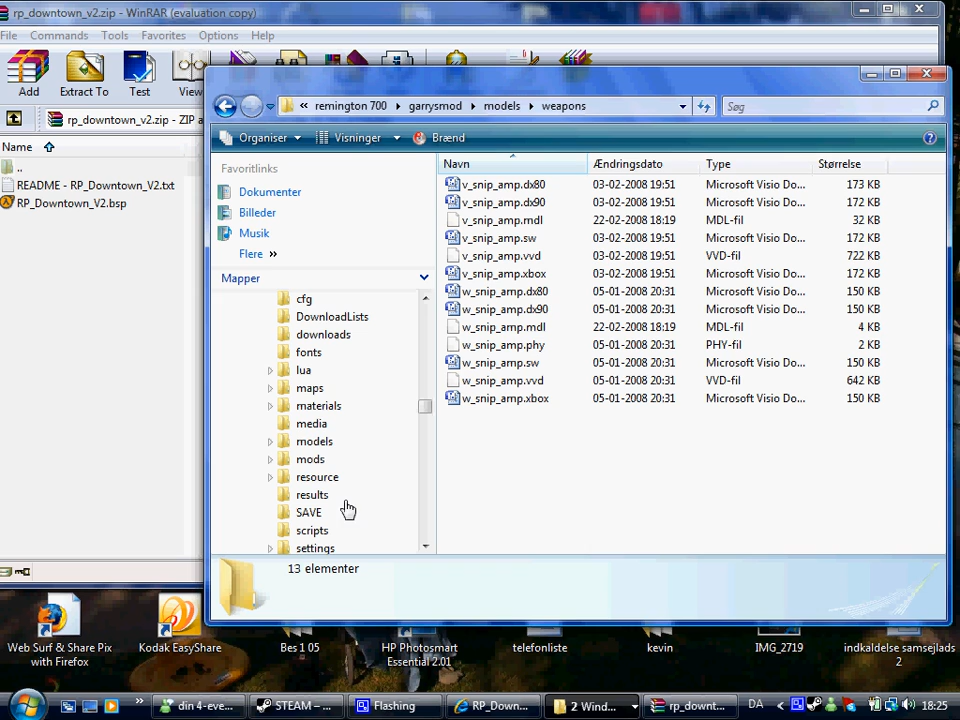 rp_downtown_v2.zip - WinRAR (evaluation copy)
File Commands Tools Favorites Options Help
Add Extract To Test View
rp_downtown_v2.zip - ZIP a
Name
..
README - RP_Downtown_V2.txt
RP_Downtown_V2.bsp
remington 700 garrysmod models weapons
Søg
Organiser Visninger Brænd
Favoritlinks
Dokumenter
Billeder
Musik
Flere »
Mapper
cfg
DownloadLists
downloads
fonts
lua
maps
materials
media
models
mods
resource
results
SAVE
scripts
settings
Navn Ændringsdato Type Størrelse
v_snip_amp.dx80 03-02-2008 19:51 Microsoft Visio Do... 173 KB
v_snip_amp.dx90 03-02-2008 19:51 Microsoft Visio Do... 172 KB
v_snip_amp.mdl 22-02-2008 18:19 MDL-fil 32 KB
v_snip_amp.sw 03-02-2008 19:51 Microsoft Visio Do... 172 KB
v_snip_amp.vvd 03-02-2008 19:51 VVD-fil 722 KB
v_snip_amp.xbox 03-02-2008 19:51 Microsoft Visio Do... 172 KB
w_snip_amp.dx80 05-01-2008 20:31 Microsoft Visio Do... 150 KB
w_snip_amp.dx90 05-01-2008 20:31 Microsoft Visio Do... 150 KB
w_snip_amp.mdl 22-02-2008 18:19 MDL-fil 4 KB
w_snip_amp.phy 05-01-2008 20:31 PHY-fil 2 KB
w_snip_amp.sw 05-01-2008 20:31 Microsoft Visio Do... 150 KB
w_snip_amp.vvd 05-01-2008 20:31 VVD-fil 642 KB
w_snip_amp.xbox 05-01-2008 20:31 Microsoft Visio Do... 150 KB
13 elementer
Web Surf & Share Pix with Firefox
Kodak EasyShare
Bes 1 05
HP Photosmart Essential 2.01
telefonliste
kevin
IMG_2719
indkaldelse samsejlads 2
din 4-eve... STEAM - ... Flashing RP_Down... 2 Wind... rp_downt... DA 18:25